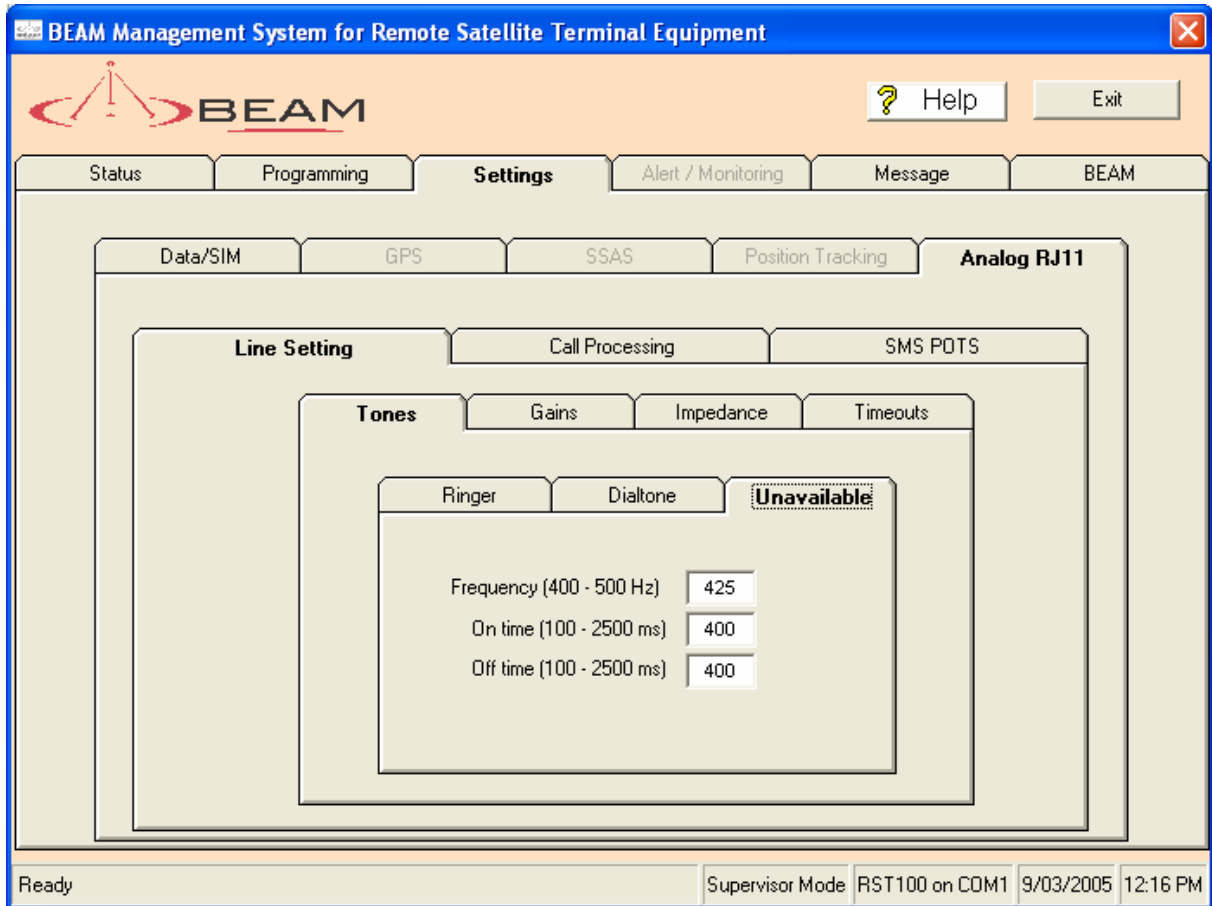 BEAM Management System for Remote Satellite Terminal Equipment
BEAM
? Help
Exit
Status Programming Settings Alert / Monitoring Message BEAM
Data/SIM GPS SSAS Position Tracking Analog RJ11
Line Setting Call Processing SMS POTS
Tones Gains Impedance Timeouts
Ringer Dialtone Unavailable
Frequency (400 - 500 Hz) 425
On time (100 - 2500 ms) 400
Off time (100 - 2500 ms) 400
Ready Supervisor Mode RST100 on COM1 9/03/2005 12:16 PM